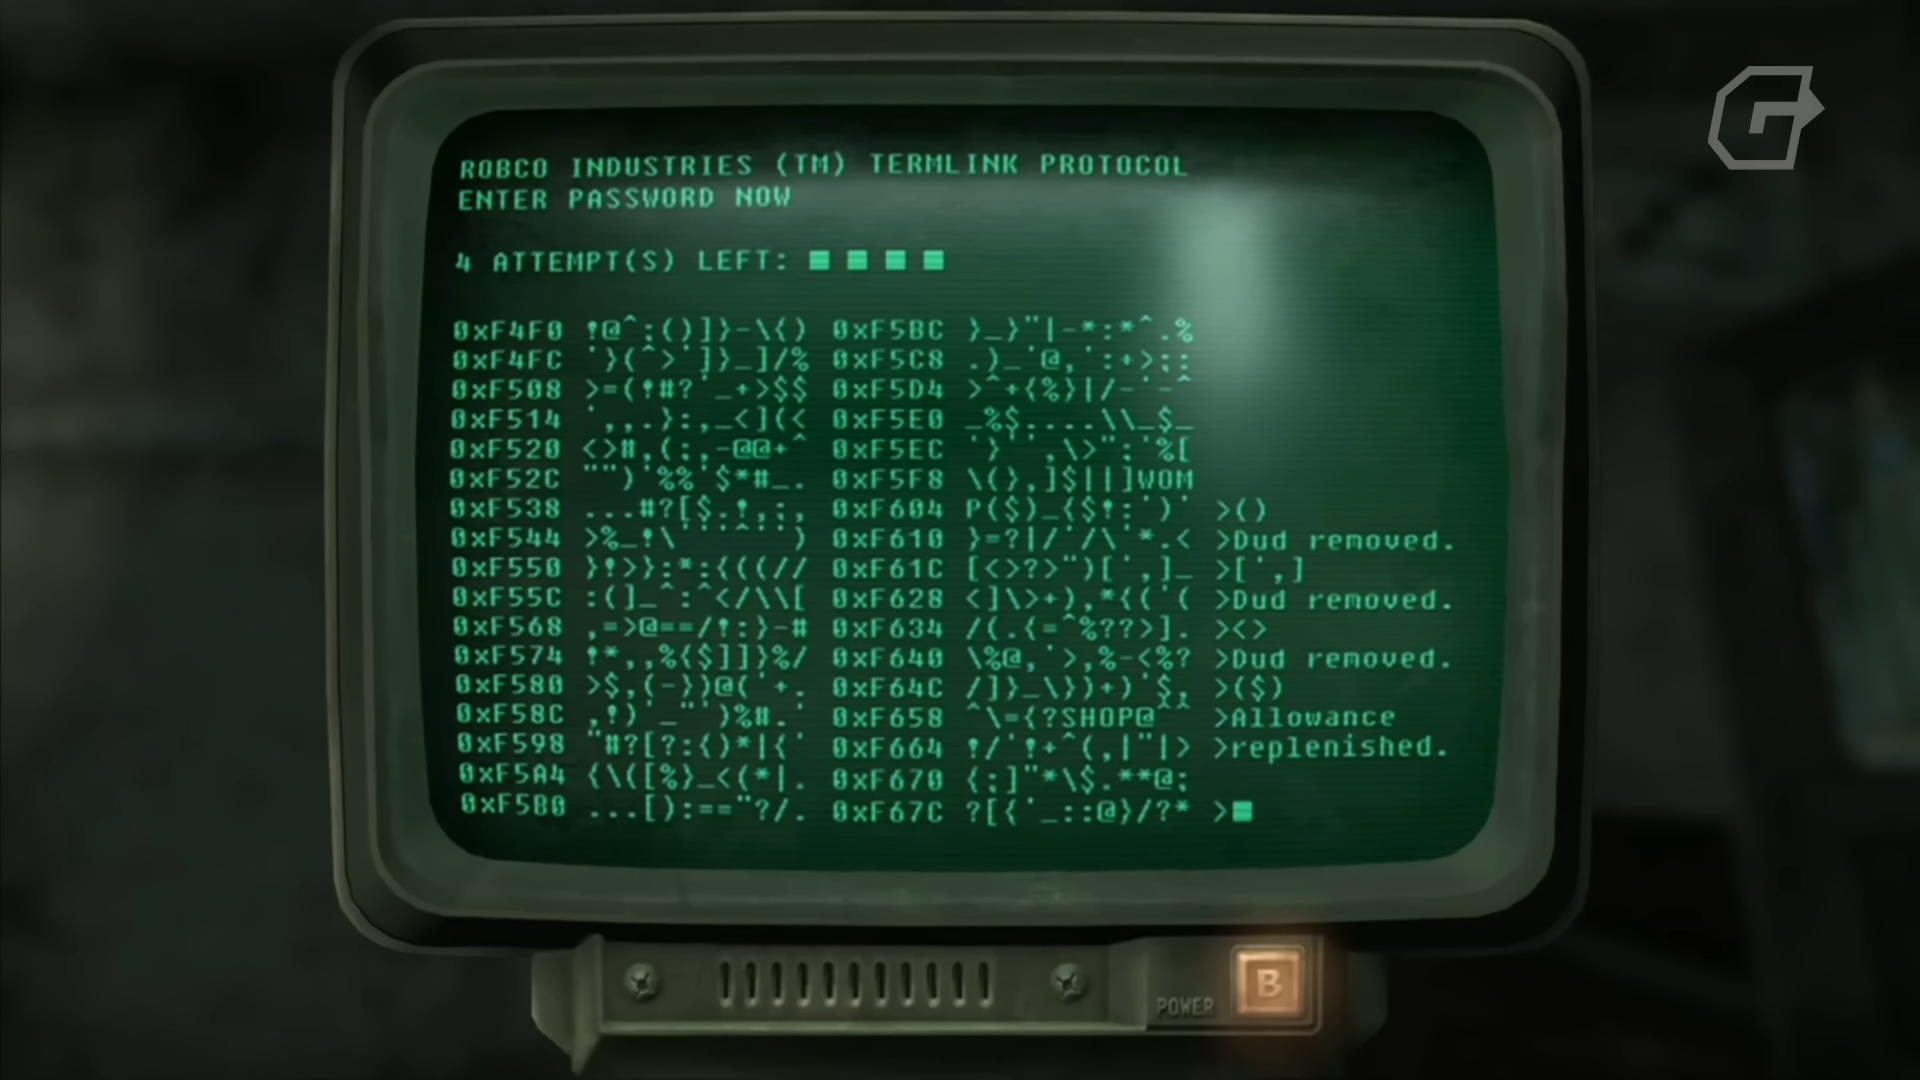 ROBCO INDUSTRIES (TM) TERMLINK PROTOCOL
ENTER PASSWORD NOW
4 ATTEMPT(S) LEFT:
0xF4F0 !@^;()]}-\{) 0xF5BC }_}"|-*:*^.%
0xF4FC '}(^>']}_]/% 0xF5C8 .)_'@,':+>;:
0xF508 >=(!#?'_+>$$ 0xF5D4 >^+{%}|/-'-^
0xF514 ',,.}:,_<](< 0xF5E0 _%$:...\\_$_
0xF520 <>#,(:,-@@+^ 0xF5EC '}'',\>":'%[
0xF52C "")'%%'$*#_. 0xF5F8 \(},]$||]WOM
0xF538 ...#?[$.!,:, 0xF604 P($)_{$!:')' >()
0xF544 >%_!\''^'') 0xF610 }=?|/'/\'*.< >Dud removed.
0xF550 }!>}:*:{((// 0xF61C [<>?>")[',]_ >[',]
0xF55C :(]_^:^</\\[ 0xF628 <]\>+),*{('( >Dud removed.
0xF568 ,=>@==/!:}-# 0xF634 /(.{=^%??>]. ><>
0xF574 !*,,%{$]]}%/ 0xF640 \%@,'>,%-<%? >Dud removed.
0xF580 >$,(-})@('+. 0xF64C /]}_\})+)'$, >($)
0xF58C ,!)'_"')%#.' 0xF658 ^\={?SHOP@^^ >Allowance
0xF598 "#?[?:{)*|{' 0xF664 !/'!+^(,|"|> >replenished.
0xF5A4 {\([%}_<(*|. 0xF670 {;]"*\$.**@;
0xF5B0 ...[):=="?/. 0xF67C ?[{'_::@}/?* >
POWER
B